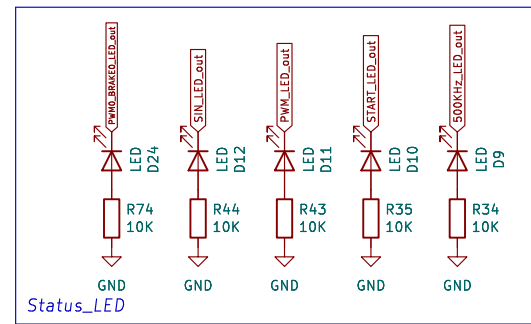 PWM0_BRAKE0_LED_out
SIN_LED_out
PWM_LED_out
START_LED_out
500KHz_LED_out
LED
D24
LED
D12
LED
D11
LED
D10
LED
D9
R74
10K
R44
10K
R43
10K
R35
10K
R34
10K
GND
GND
GND
GND
GND
Status_LED